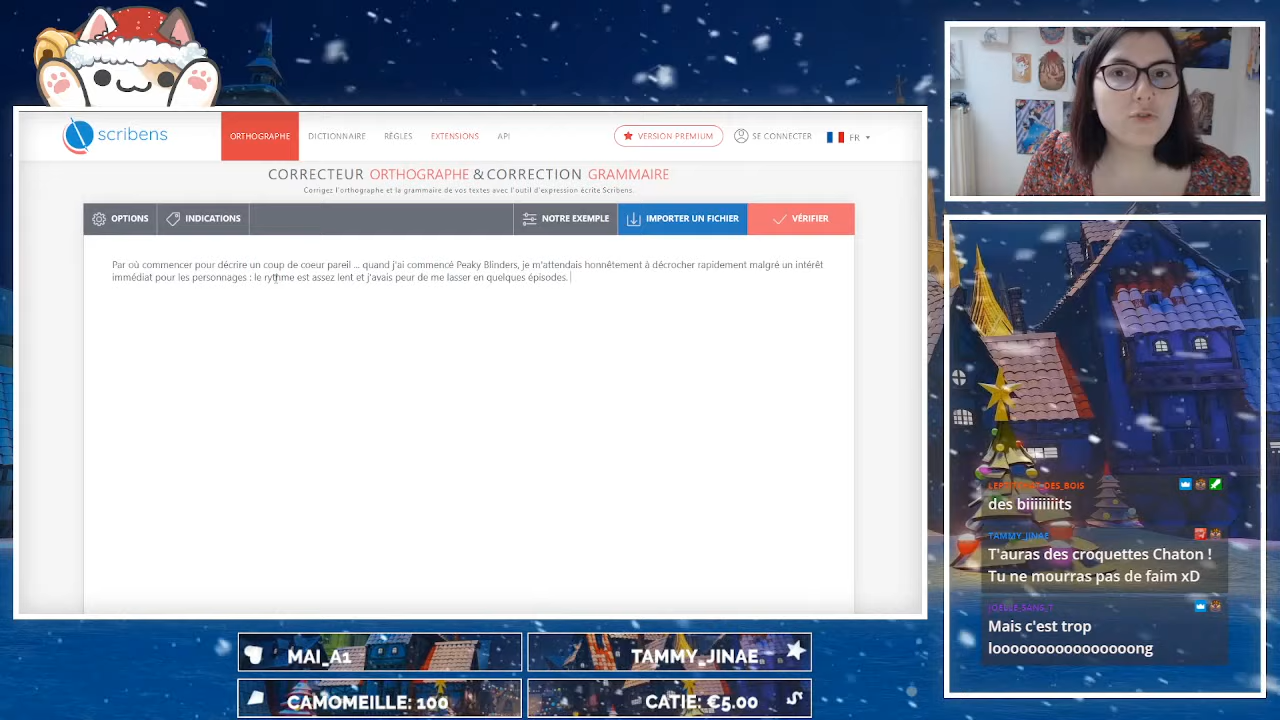 scribens
ORTHOGRAPHE
DICTIONNAIRE
RÈGLES
EXTENSIONS
API
VERSION PREMIUM
SE CONNECTER
FR
CORRECTEUR ORTHOGRAPHE & CORRECTION GRAMMAIRE
Corrigez l'orthographe et la grammaire de vos textes avec l'outil d'expression écrite Scribens.
OPTIONS
INDICATIONS
NOTRE EXEMPLE
IMPORTER UN FICHIER
VÉRIFIER
Par où commencer pour décrire un coup de coeur pareil ... quand j'ai commencé Peaky Blinders, je m'attendais honnêtement à décrocher rapidement malgré un intérêt
immédiat pour les personnages : le rythme est assez lent et j'avais peur de me lasser en quelques épisodes.
des biiiiiiits
TAMMY_JINAE
T'auras des croquettes Chaton !
Tu ne mourras pas de faim xD
JOELLE_SANS_T
Mais c'est trop
looooooooooooooooong
MAI_A1
TAMMY_JINAE
CAMOMEILLE: 100
CATIE: €5.00